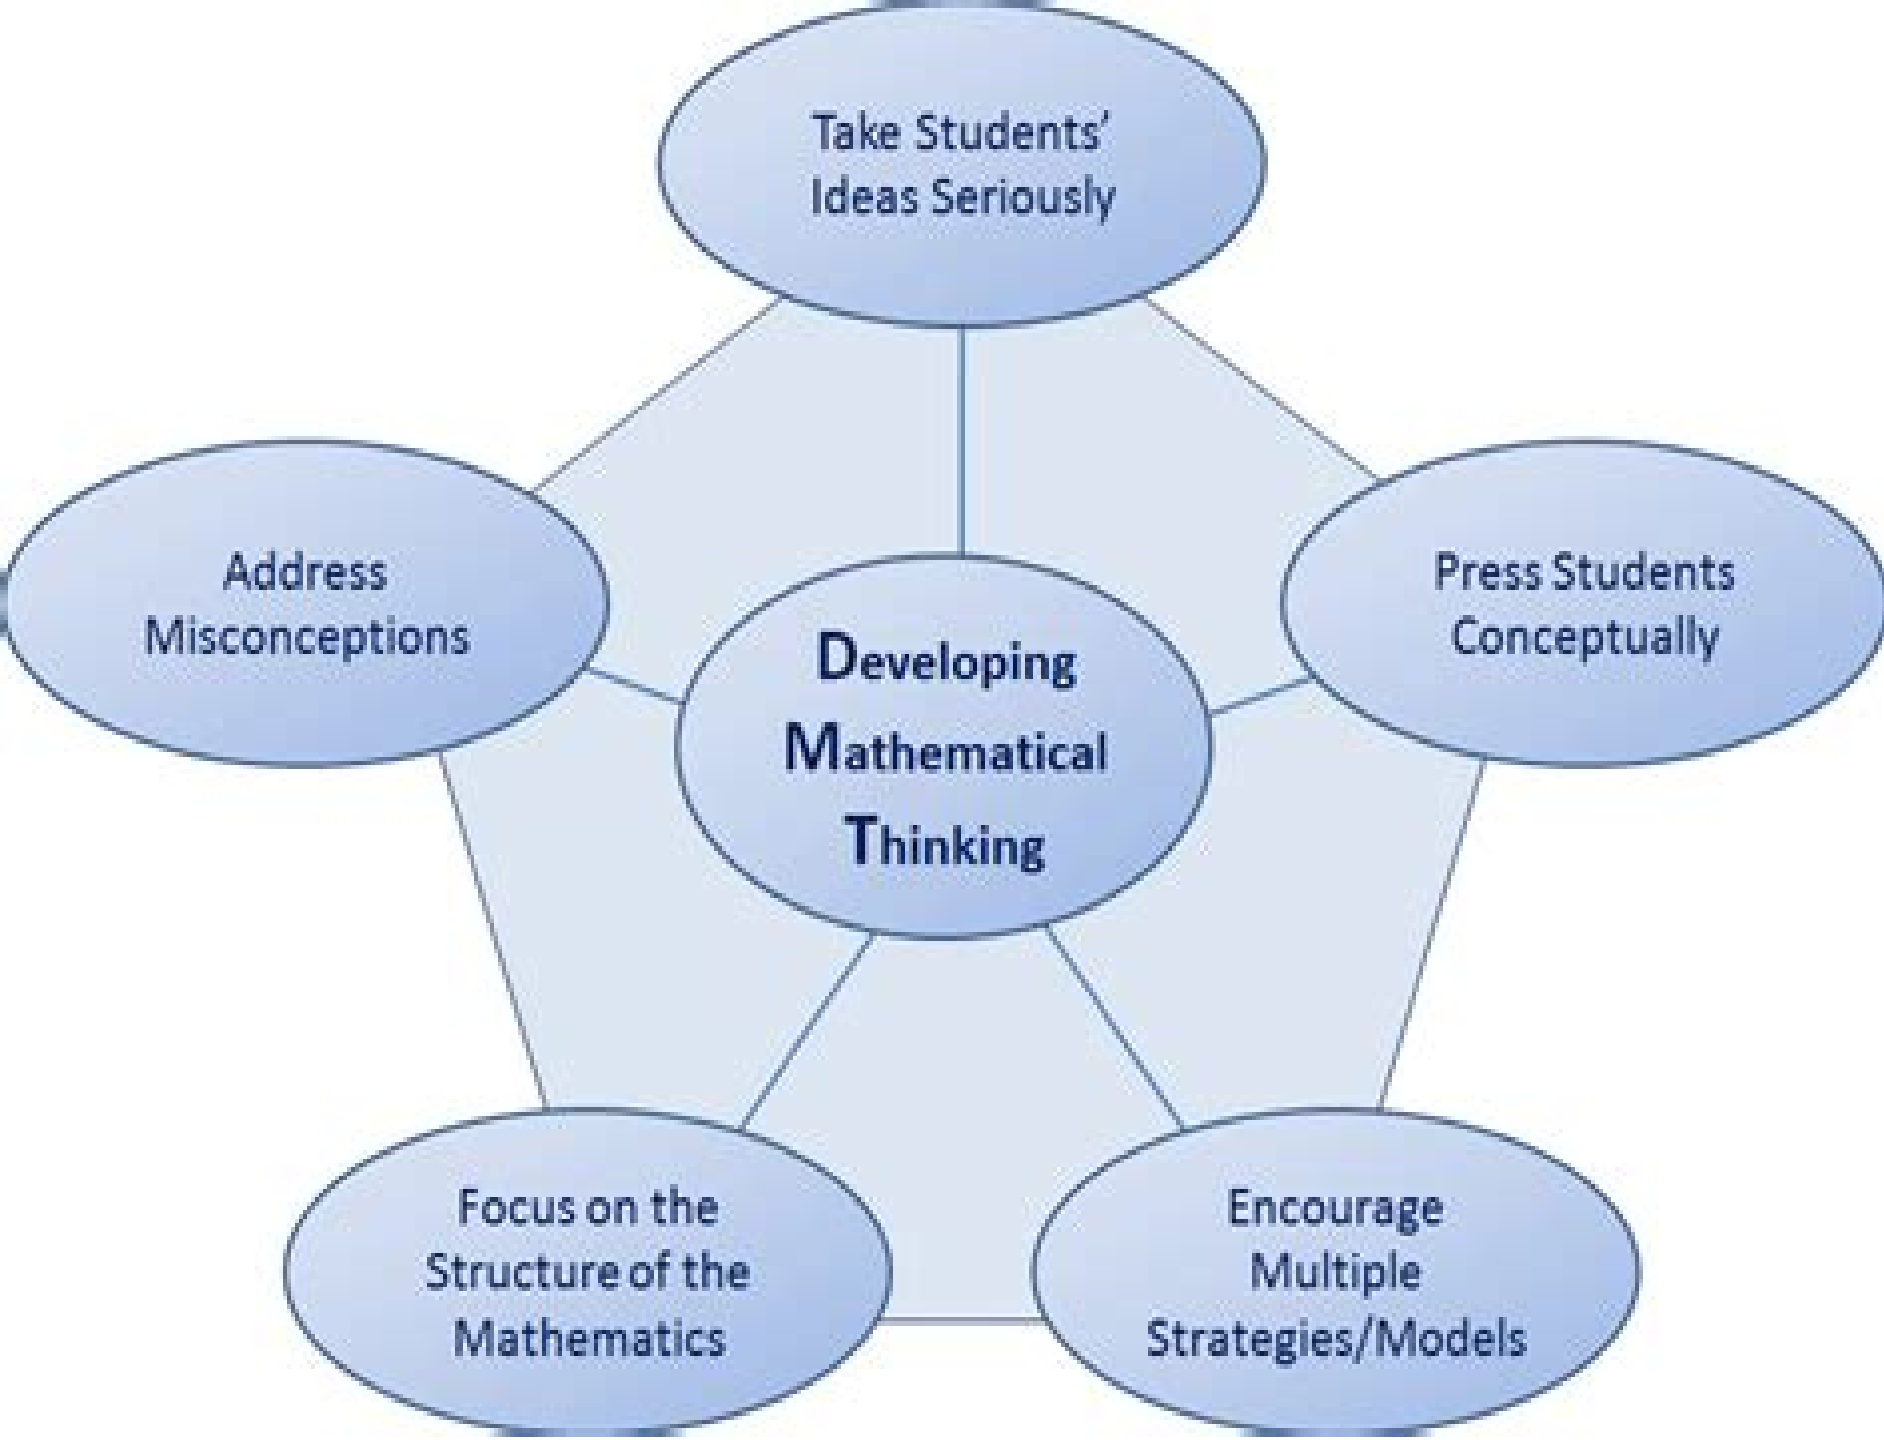 Take Students’
Ideas Seriously
Address
Misconceptions
Press Students
Conceptually
Developing
Mathematical
Thinking
Focus on the
Structure of the
Mathematics
Encourage
Multiple
Strategies/Models